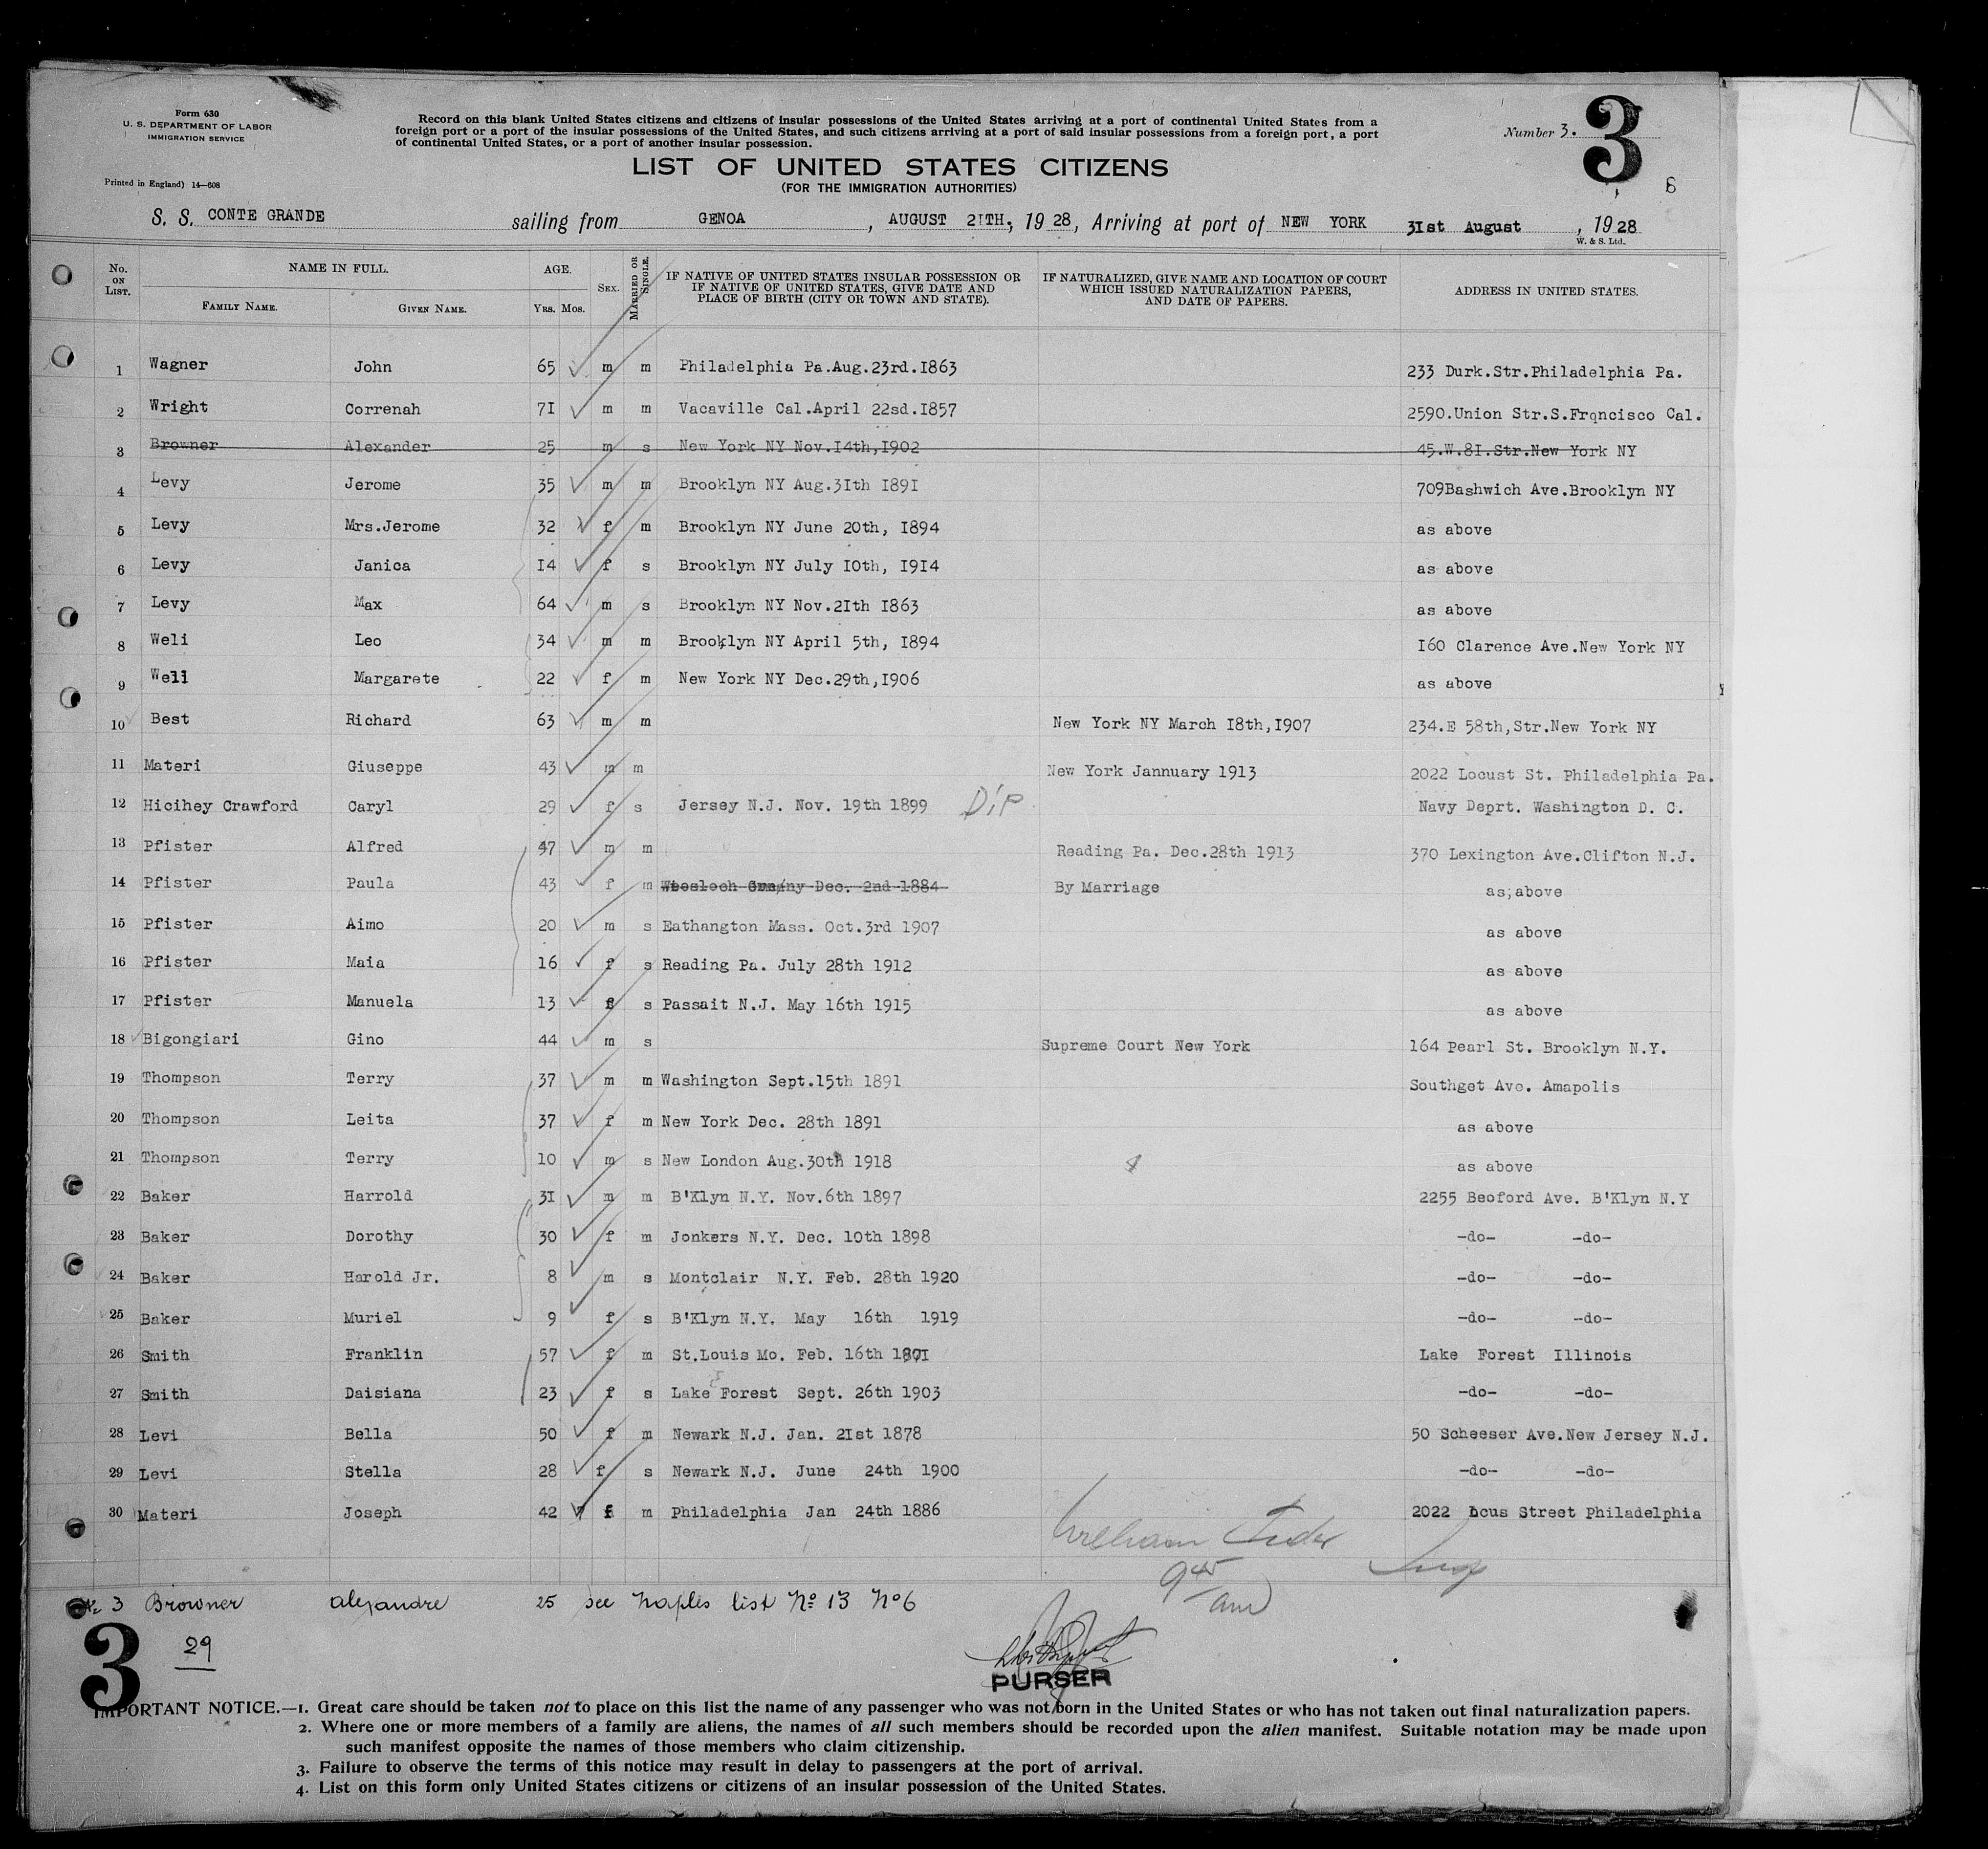 Form 630
U. S. DEPARTMENT OF LABOR
IMMIGRATION SERVICE
Printed in England) 14—608
Record on this blank United States citizens and citizens of insular possessions of the United States arriving at a port of continental United States from a
foreign port or a port of the insular possessions of the United States, and such citizens arriving at a port of said insular possessions from a foreign port, a port
of continental United States, or a port of another insular possession.
Number 3. 3
LIST OF UNITED STATES CITIZENS
(FOR THE IMMIGRATION AUTHORITIES)
S. S. CONTE GRANDE sailing from GENOA, AUGUST 2ITH, 1928, Arriving at port of NEW YORK 3Ist August, 1928
W. & S. Ltd.
No. ON LIST. NAME IN FULL. FAMILY NAME. GIVEN NAME. AGE. YRS. MOS. SEX. MARRIED OR SINGLE. IF NATIVE OF UNITED STATES INSULAR POSSESSION OR IF NATIVE OF UNITED STATES, GIVE DATE AND PLACE OF BIRTH (CITY OR TOWN AND STATE). IF NATURALIZED, GIVE NAME AND LOCATION OF COURT WHICH ISSUED NATURALIZATION PAPERS, AND DATE OF PAPERS. ADDRESS IN UNITED STATES.
1 Wagner John 65 m m Philadelphia Pa.Aug.23rd.I863 233 Durk.Str.Philadelphia Pa.
2 Wright Correnah 7I m m Vacaville Cal.April 22sd.I857 2590.Union Str.S.Frqncisco Cal.
3 Browner Alexander 25 m s New York NY Nov.I4th,I902 45.W.8I.Str.New York NY
4 Levy Jerome 35 m m Brooklyn NY Aug.3Ith I89I 709Bashwich Ave.Brooklyn NY
5 Levy Mrs.Jerome 32 f m Brooklyn NY June 20th, I894 as above
6 Levy Janica I4 f s Brooklyn NY July I0th, I9I4 as above
7 Levy Max 64 m s Brooklyn NY Nov.2Ith I863 as above
8 Weli Leo 34 m m Brooklyn NY April 5th, I894 I60 Clarence Ave.New York NY
9 Well Margarete 22 f m New York NY Dec.29th,I906 as above
10 Best Richard 63 m m New York NY March I8th,I907 234.E 58th,Str.New York NY
11 Materi Giuseppe 43 m m New York Jannuary 1913 2022 Locust St. Philadelphia Pa.
12 Hicihey Crawford Caryl 29 f s Jersey N.J. Nov. 19th 1899 DIP Navy Deprt. Washington D. C.
13 Pfister Alfred 47 m m Reading Pa. Dec.28th 1913 370 Lexington Ave.Clifton N.J.
14 Pfister Paula 43 f m Dec. 2nd 1884 By Marriage as;above
15 Pfister Aimo 20 m s Eathangton Mass. Oct.3rd 1907 as above
16 Pfister Maia 16 f s Reading Pa. July 28th 1912 as above
17 Pfister Manuela 13 f s Passait N.J. May 16th 1915 as above
18 Bigongiari Gino 44 m s Supreme Court New York 164 Pearl St. Brooklyn N.Y.
19 Thompson Terry 37 m m Washington Sept.15th 1891 Southget Ave. Amapolis
20 Thompson Leita 37 f m New York Dec. 28th 1891 as above
21 Thompson Terry 10 m s New London Aug.30th 1918 as above
22 Baker Harrold 3I m m B'Klyn N.Y. Nov.6th 1897 2255 Beoford Ave. B'Klyn N.Y
23 Baker Dorothy 30 f m Jonkers N.Y. Dec. 10th 1898 -do- -do-
24 Baker Harold Jr. 8 m s Montclair N.Y. Feb. 28th 1920 -do- -do-
25 Baker Muriel 9 f s B'Klyn N.Y. May 16th 1919 -do- -do-
26 Smith Franklin 57 f m St.Louis Mo. Feb. 16th Lake Forest Illinois
27 Smith Daisiana 23 f s Lake Forest Sept. 26th 1903 -do- -do-
28 Levi Bella 50 f m Newark N.J. Jan. 2Ist 1878 50 Scheeser Ave.New Jersey N.J.
29 Levi Stella 28 f s Newark N.J. June 24th 1900 -do- -do-
30 Materi Joseph 42 m Philadelphia Jan 24th 1886 2022 Locus Street Philadelphia
9 45 am
No 3 Browner alexandre 25 see Naples list No 13 No 6
3 29
PURSER
IMPORTANT NOTICE.—1. Great care should be taken not to place on this list the name of any passenger who was not born in the United States or who has not taken out final naturalization papers.
2. Where one or more members of a family are aliens, the names of all such members should be recorded upon the alien manifest. Suitable notation may be made upon
such manifest opposite the names of those members who claim citizenship.
3. Failure to observe the terms of this notice may result in delay to passengers at the port of arrival.
4. List on this form only United States citizens or citizens of an insular possession of the United States.